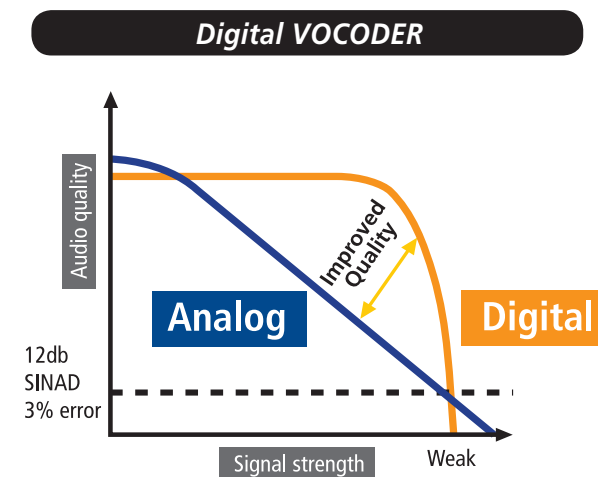 Digital VOCODER
Audio quality
Improved
Quality
Analog
Digital
12db
SINAD
3% error
Signal strength
Weak